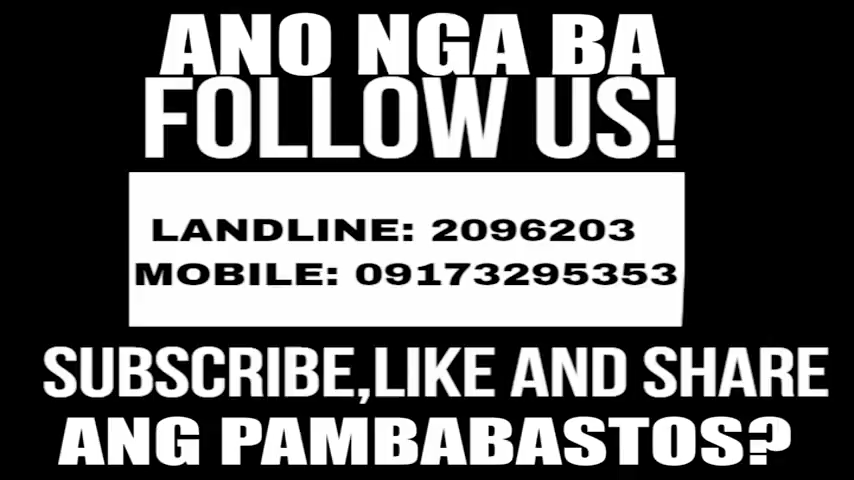 ANO NGA BA
FOLLOW US!
LANDLINE: 2096203
MOBILE: 09173295353
SUBSCRIBE,LIKE AND SHARE
ANG PAMBABASTOS?